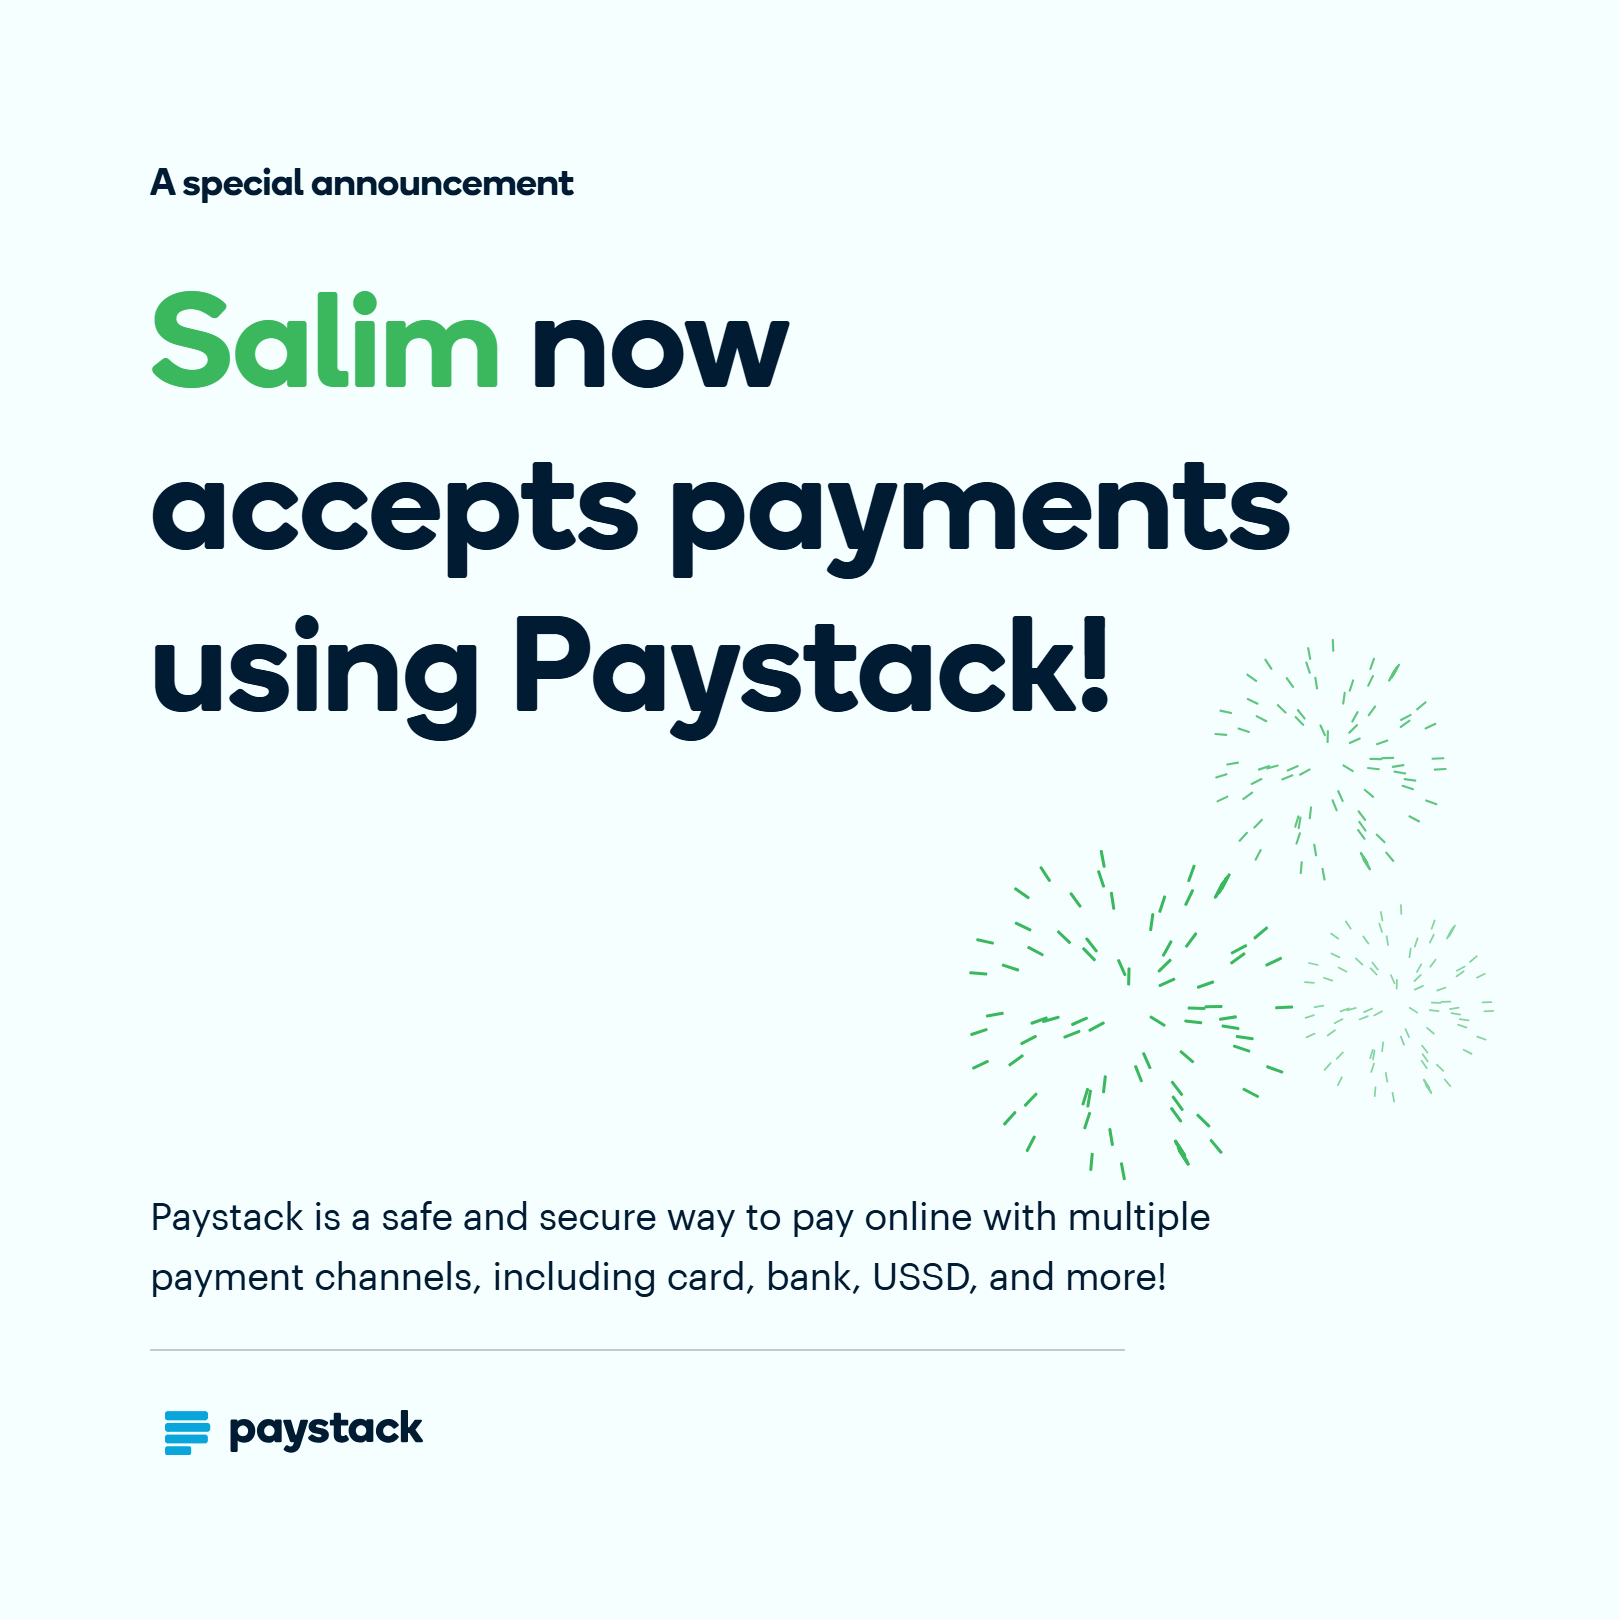 A special announcement
Salim now
accepts payments
using Paystack!
Paystack is a safe and secure way to pay online with multiple
payment channels, including card, bank, USSD, and more!
paystack